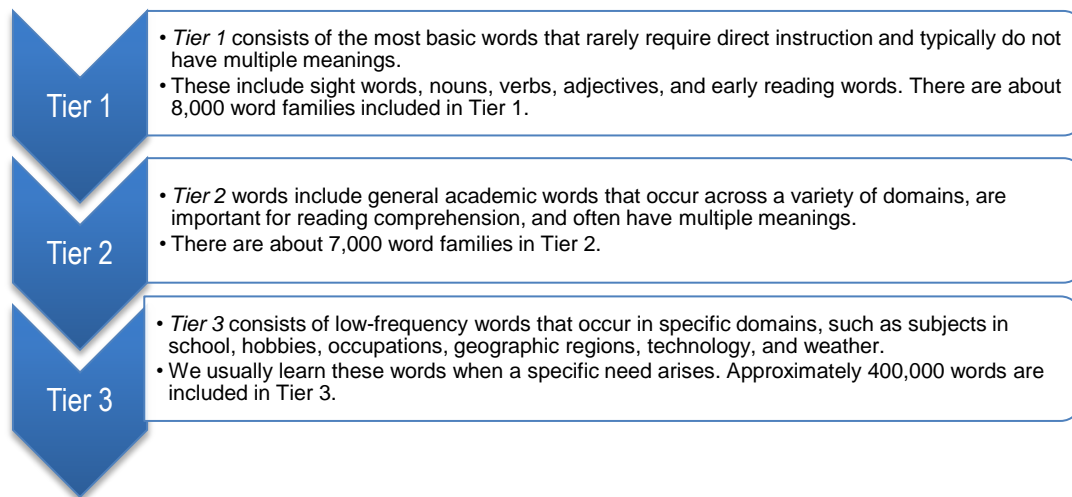 Tier 1
• Tier 1 consists of the most basic words that rarely require direct instruction and typically do not
have multiple meanings.
• These include sight words, nouns, verbs, adjectives, and early reading words. There are about
8,000 word families included in Tier 1.
Tier 2
• Tier 2 words include general academic words that occur across a variety of domains, are
important for reading comprehension, and often have multiple meanings.
• There are about 7,000 word families in Tier 2.
Tier 3
• Tier 3 consists of low-frequency words that occur in specific domains, such as subjects in
school, hobbies, occupations, geographic regions, technology, and weather.
• We usually learn these words when a specific need arises. Approximately 400,000 words are
included in Tier 3.